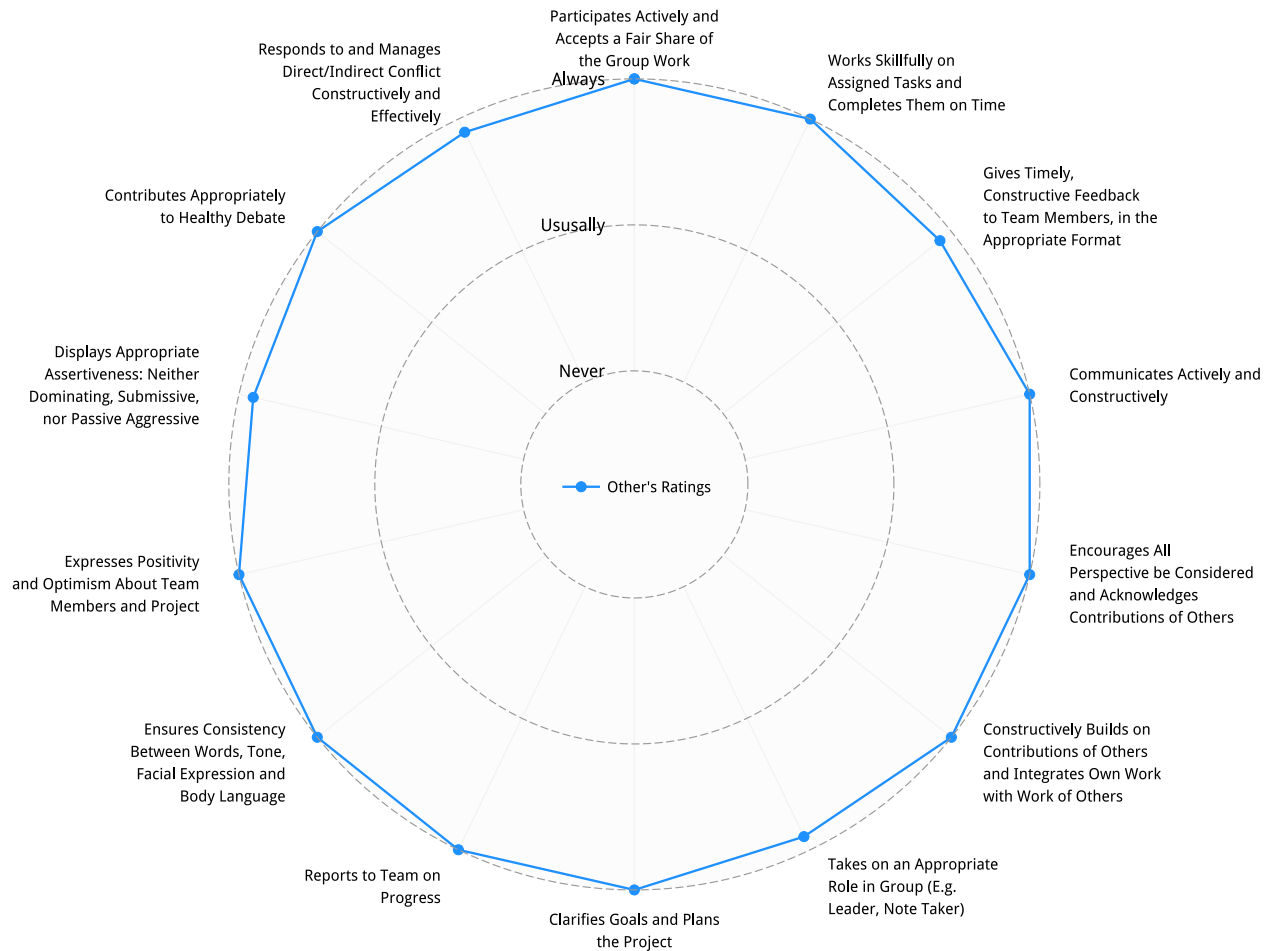 Participates Actively and
Accepts a Fair Share of
the Group Work
Always
Responds to and Manages
Direct/Indirect Conflict
Constructively and
Effectively
Works Skillfully on
Assigned Tasks and
Completes Them on Time
Contributes Appropriately
to Healthy Debate
Gives Timely,
Constructive Feedback
to Team Members, in the
Appropriate Format
Ususally
Displays Appropriate
Assertiveness: Neither
Dominating, Submissive,
nor Passive Aggressive
Never
Communicates Actively and
Constructively
Other's Ratings
Expresses Positivity
and Optimism About Team
Members and Project
Encourages All
Perspective be Considered
and Acknowledges
Contributions of Others
Ensures Consistency
Between Words, Tone,
Facial Expression and
Body Language
Constructively Builds on
Contributions of Others
and Integrates Own Work
with Work of Others
Reports to Team on
Progress
Takes on an Appropriate
Role in Group (E.g.
Leader, Note Taker)
Clarifies Goals and Plans
the Project